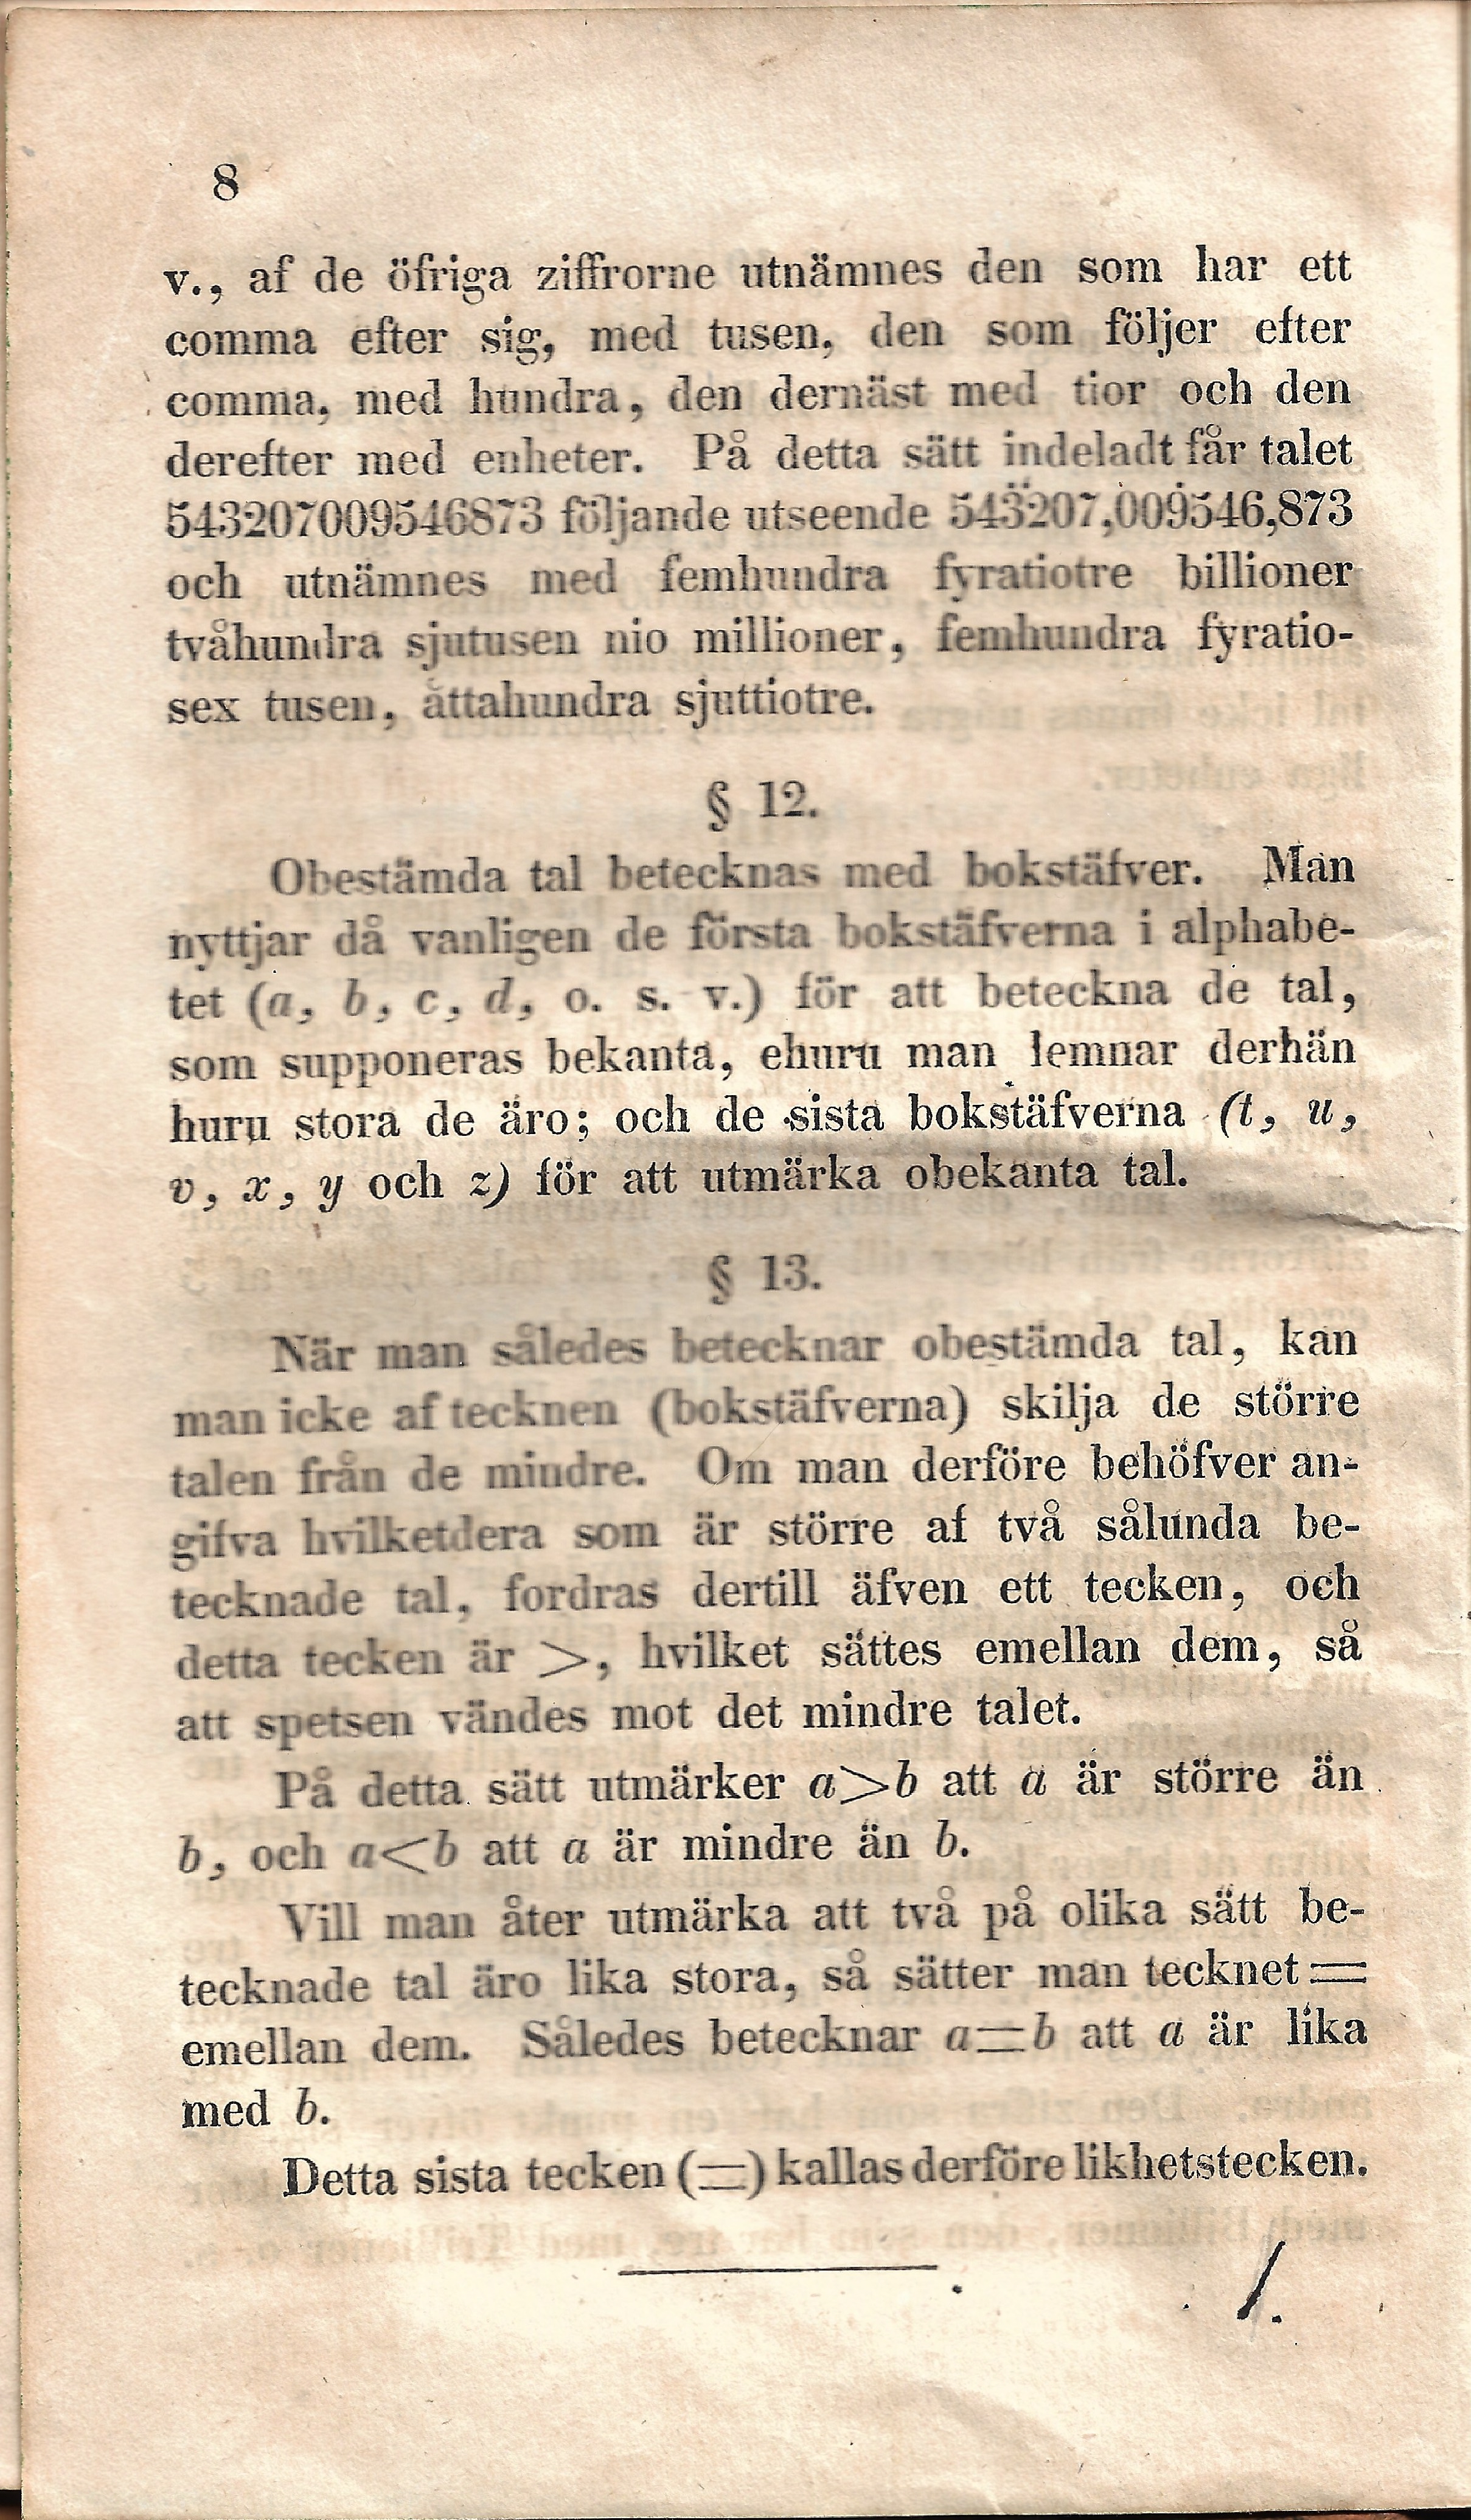 8
v., af de öfriga ziffrorne utnämnes den som har ett
comma efter sig, med tusen, den som följer efter
comma, med hundra, den dernäst med tior och den
derefter med enheter. På detta sätt indeladt får talet
543207009546873 följande utseende 543̈207,009̇546,873
och utnämnes med femhundra fyratiotre billioner
tvåhundra sjutusen nio millioner, femhundra fyratio-
sex tusen, åttahundra sjuttiotre.
§ 12.
Obestämda tal betecknas med bokstäfver. Man
nyttjar då vanligen de första bokstäfverna i alphabe-
tet (a, b, c, d, o. s. v.) för att beteckna de tal,
som supponeras bekanta, ehuru man lemnar derhän
huru stora de äro; och de sista bokstäfverna (t, u,
v, x, y och z) för att utmärka obekanta tal.
§ 13.
När man således betecknar obestämda tal, kan
man icke af tecknen (bokstäfverna) skilja de större
talen från de mindre. Om man derföre behöfver an-
gifva hvilketdera som är större af två sålunda be-
tecknade tal, fordras dertill äfven ett tecken, och
detta tecken är >, hvilket sättes emellan dem, så
att spetsen vändes mot det mindre talet.
På detta sätt utmärker a>b att a är större än
b, och a<b att a är mindre än b.
Vill man åter utmärka att två på olika sätt be-
tecknade tal äro lika stora, så sätter man tecknet =
emellan dem. Således betecknar a=b att a är lika
med b.
Detta sista tecken (=) kallas derföre likhetstecken.
1.